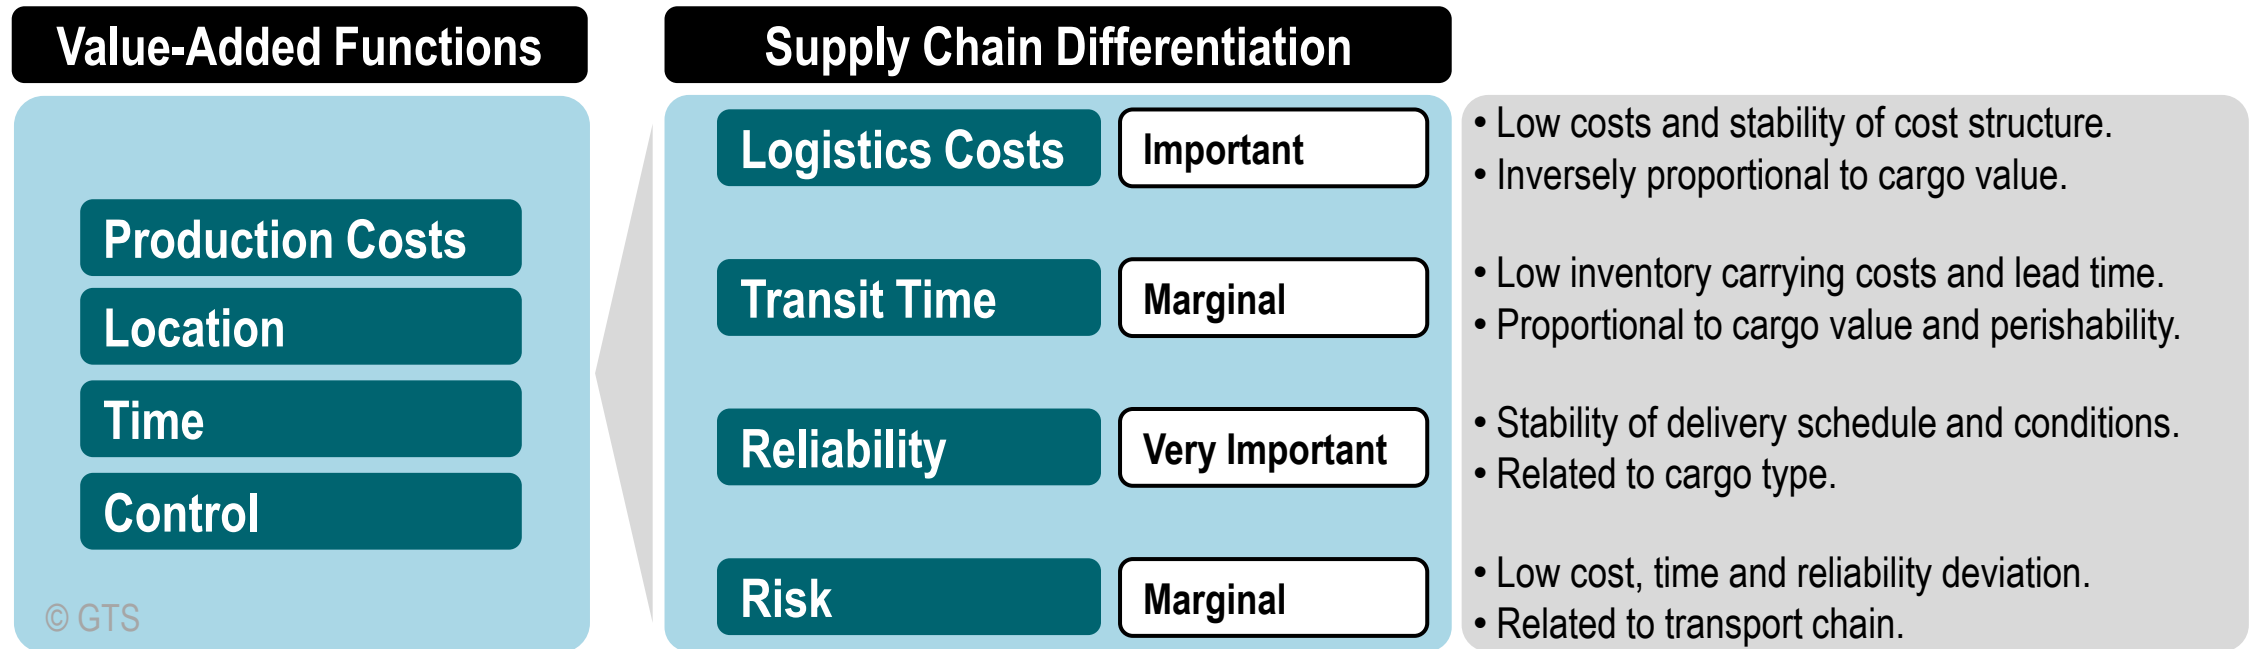 Value-Added Functions
Production Costs
Location
Time
Control
© GTS
Supply Chain Differentiation
Logistics Costs
Important
• Low costs and stability of cost structure.
• Inversely proportional to cargo value.
Transit Time
Marginal
• Low inventory carrying costs and lead time.
• Proportional to cargo value and perishability.
Reliability
Very Important
• Stability of delivery schedule and conditions.
• Related to cargo type.
Risk
Marginal
• Low cost, time and reliability deviation.
• Related to transport chain.